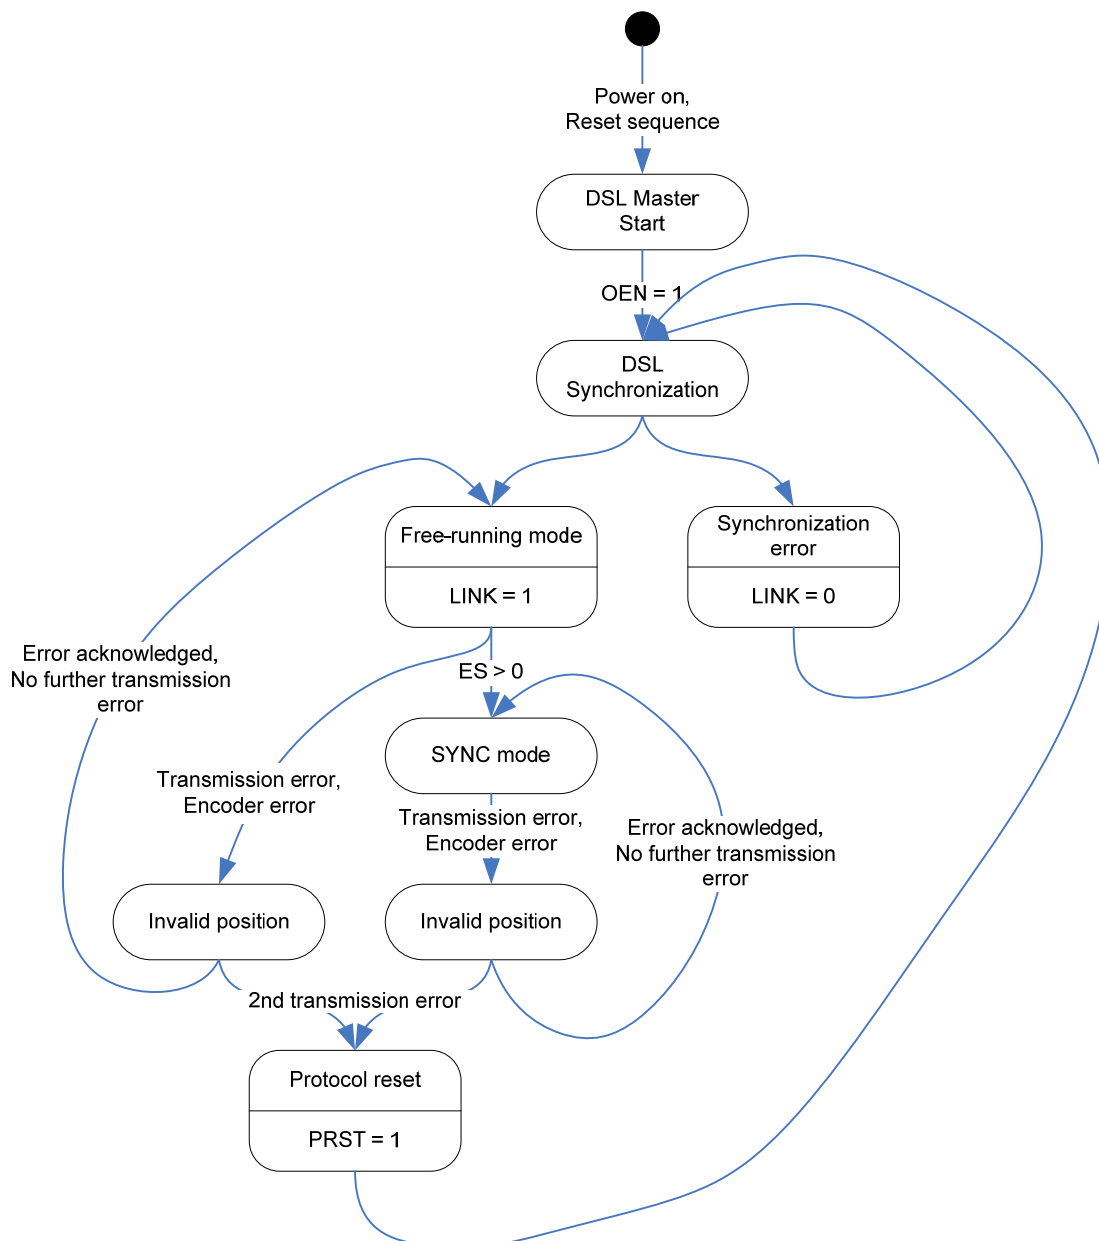 Power on,
Reset sequence
DSL Master
Start
OEN = 1
DSL
Synchronization
Free-running mode
LINK = 1
Synchronization
error
LINK = 0
Error acknowledged,
No further transmission
error
ES > 0
SYNC mode
Transmission error,
Encoder error
Transmission error,
Encoder error
Error acknowledged,
No further transmission
error
Invalid position
Invalid position
2nd transmission error
Protocol reset
PRST = 1